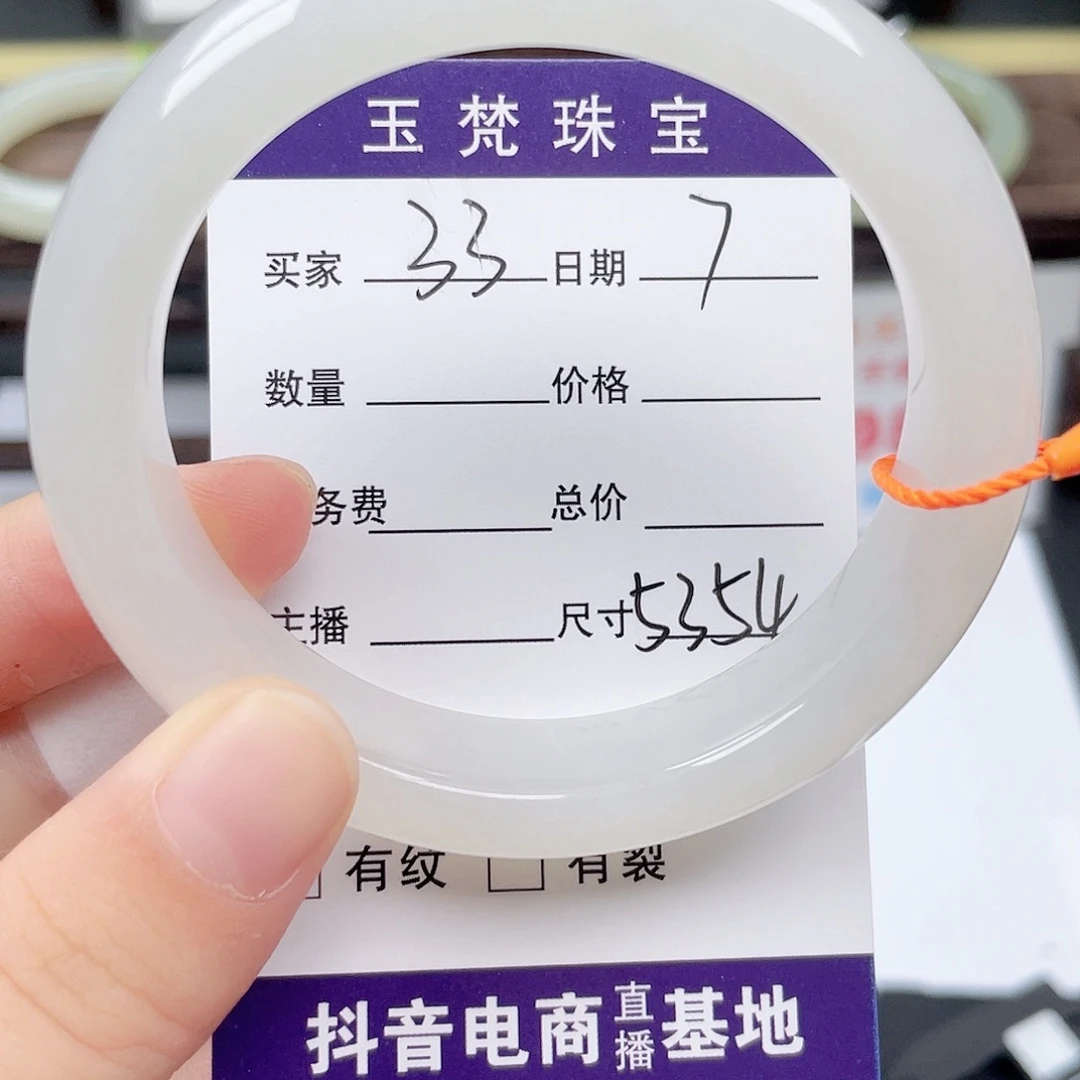 玉梵珠宝
买家 33 日期 7
数量 价格
务费 总价
主播 尺寸 5354
有纹 有裂
抖音电商直播基地